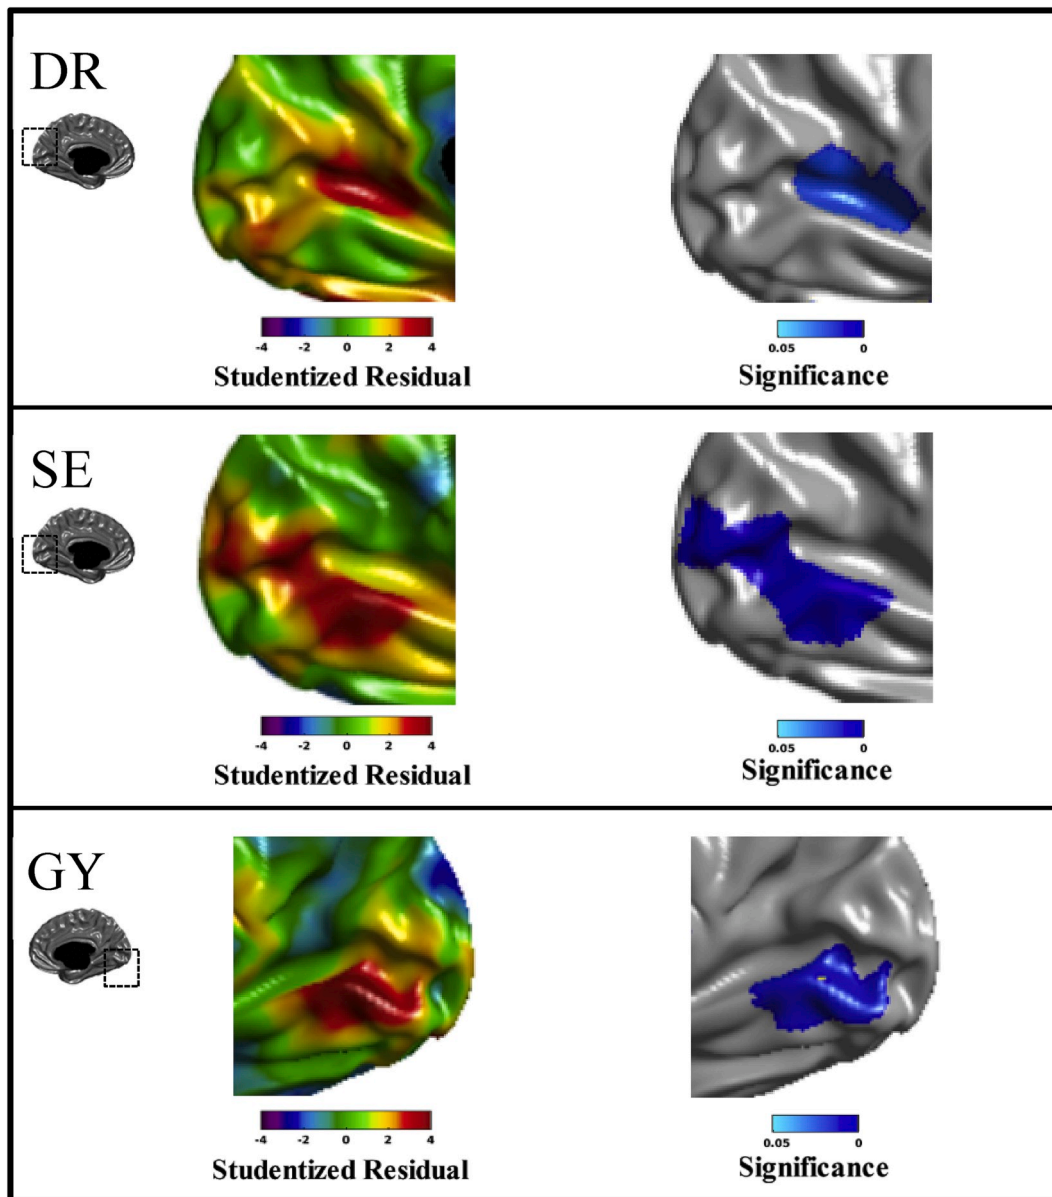 DR
-4 -2 0 2 4
Studentized Residual
0.05 0
Significance
SE
-4 -2 0 2 4
Studentized Residual
0.05 0
Significance
GY
-4 -2 0 2 4
Studentized Residual
0.05 0
Significance